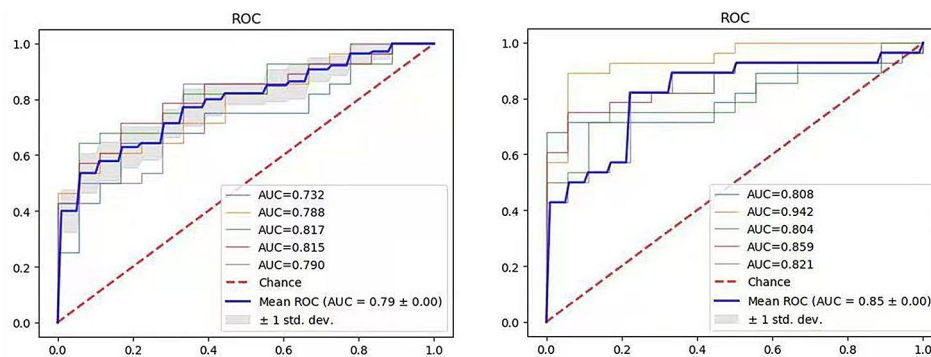 ROC
1.0
0.8
0.6
0.4
0.2
0.0
0.0 0.2 0.4 0.6 0.8 1.0
AUC=0.732
AUC=0.788
AUC=0.817
AUC=0.815
AUC=0.790
Chance
Mean ROC (AUC = 0.79 ± 0.00)
± 1 std. dev.
ROC
1.0
0.8
0.6
0.4
0.2
0.0
0.0 0.2 0.4 0.6 0.8 1.0
AUC=0.808
AUC=0.942
AUC=0.804
AUC=0.859
AUC=0.821
Chance
Mean ROC (AUC = 0.85 ± 0.00)
± 1 std. dev.